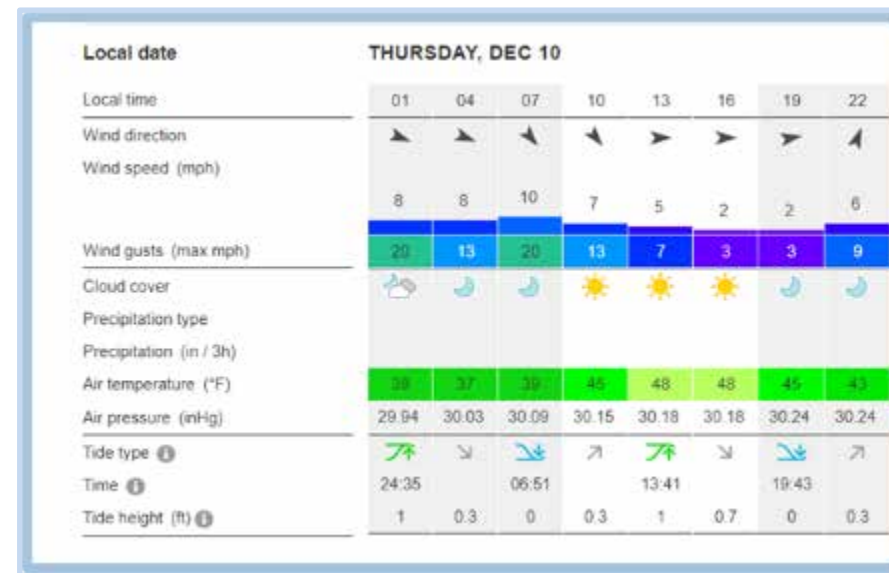 Local date THURSDAY, DEC 10
Local time 01 04 07 10 13 16 19 22
Wind direction
Wind speed (mph)
8 8 10 7 5 2 2 6
Wind gusts (max mph) 20 13 20 13 7 3 3 9
Cloud cover
Precipitation type
Precipitation (in / 3h)
Air temperature (°F) 39 37 39 45 48 48 45 43
Air pressure (inHg) 29.94 30.03 30.09 30.15 30.18 30.18 30.24 30.24
Tide type i
Time i 24:35 06:51 13:41 19:43
Tide height (ft) i 1 0.3 0 0.3 1 0.7 0 0.3